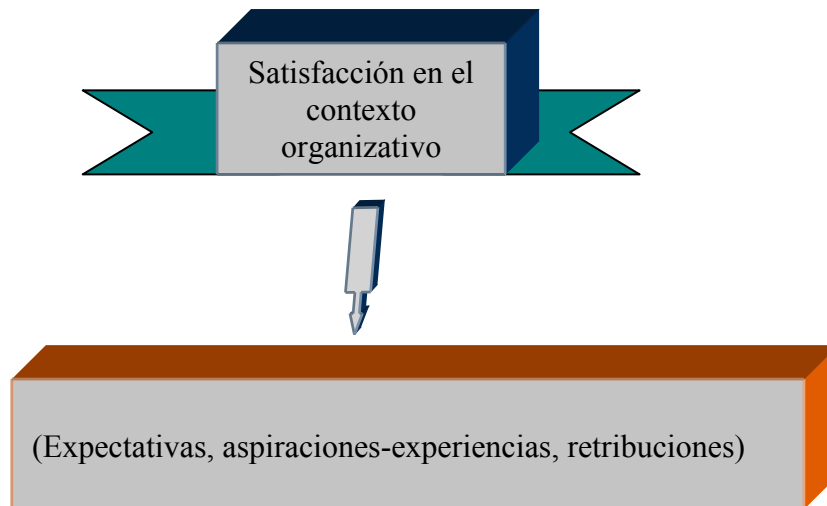 Satisfacción en el
contexto
organizativo
(Expectativas, aspiraciones-experiencias, retribuciones)